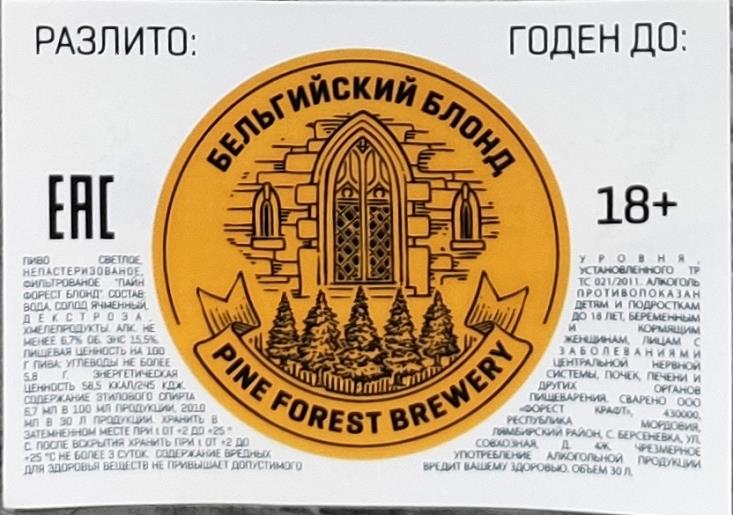 РАЗЛИТО:
ГОДЕН ДО:
БЕЛЬГИЙСКИЙ БЛОНД
ЕАС
18+
ПИВО СВЕТЛОЕ,
НЕПАСТЕРИЗОВАННОЕ,
ФИЛЬТРОВАНОЕ "ПАЙН
ФОРЕСТ БЛОНД". СОСТАВ:
ВОДА, СОЛОД ЯЧМЕННЫЙ,
ДЕКСТРОЗА,
ХМЕЛЕПРОДУКТЫ. АЛК. НЕ
МЕНЕЕ 6,7% ОБ. ЭНС 15,5%.
ПИЩЕВАЯ ЦЕННОСТЬ НА 100
Г ПИВА: УГЛЕВОДЫ НЕ БОЛЕЕ
5,8 Г. ЭНЕРГЕТИЧЕСКАЯ
ЦЕННОСТЬ 58,5 ККАЛ/245 КДЖ.
СОДЕРЖАНИЕ ЭТИЛОВОГО СПИРТА
6,7 МЛ В 100 МЛ ПРОДУКЦИИ, 2010
МЛ В 30 Л ПРОДУКЦИИ. ХРАНИТЬ В
ЗАТЕМНЕННОМ МЕСТЕ ПРИ t ОТ +2 ДО +25 °
С. ПОСЛЕ ВСКРЫТИЯ ХРАНИТЬ ПРИ t ОТ +2 ДО
+25 °С НЕ БОЛЕЕ 3 СУТОК. СОДЕРЖАНИЕ ВРЕДНЫХ
ДЛЯ ЗДОРОВЬЯ ВЕЩЕСТВ НЕ ПРИВЫШАЕТ ДОПУСТИМОГО
УРОВНЯ,
УСТАНОВЛЕННОГО ТР
ТС 021/2011. АЛКОГОЛЬ
ПРОТИВОПОКАЗАН
ДЕТЯМ И ПОДРОСТКАМ
ДО 18 ЛЕТ, БЕРЕМЕННЫМ
И КОРМЯЩИМ
ЖЕНЩИНАМ, ЛИЦАМ С
ЗАБОЛЕВАНИЯМИ
ЦЕНТРАЛЬНОЙ НЕРВНОЙ
СИСТЕМЫ, ПОЧЕК, ПЕЧЕНИ И
ДРУГИХ ОРГАНОВ
ПИЩЕВАРЕНИЯ. СВАРЕНО ООО
«ФОРЕСТ КРАФТ», 430000,
РЕСПУБЛИКА МОРДОВИЯ,
ЛЯМБИРСКИЙ РАЙОН, С. БЕРСЕНЕВКА, УЛ.
СОВХОЗНАЯ, Д. 4Ж. ЧРЕЗМЕРНОЕ
УПОТРЕБЛЕНИЕ АЛКОГОЛЬНОЙ ПРОДУКЦИИ
ВРЕДИТ ВАШЕМУ ЗДОРОВЬЮ. ОБЪЕМ 30 Л.
PINE FOREST BREWERY